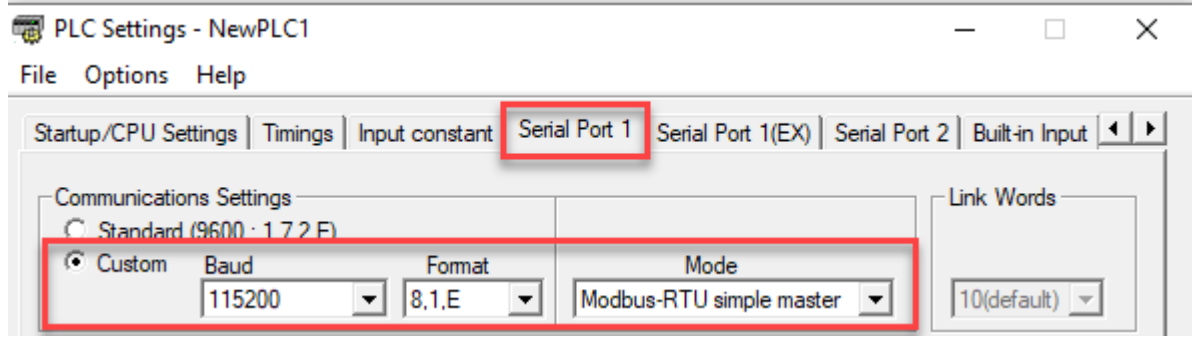 PLC Settings - NewPLC1
File Options Help
Startup/CPU Settings Timings Input constant Serial Port 1 Serial Port 1(EX) Serial Port 2 Built-in Input
Communications Settings Link Words
Standard (9600 ; 1,7,2,E)
Custom Baud Format Mode
115200 8,1,E Modbus-RTU simple master 10(default)